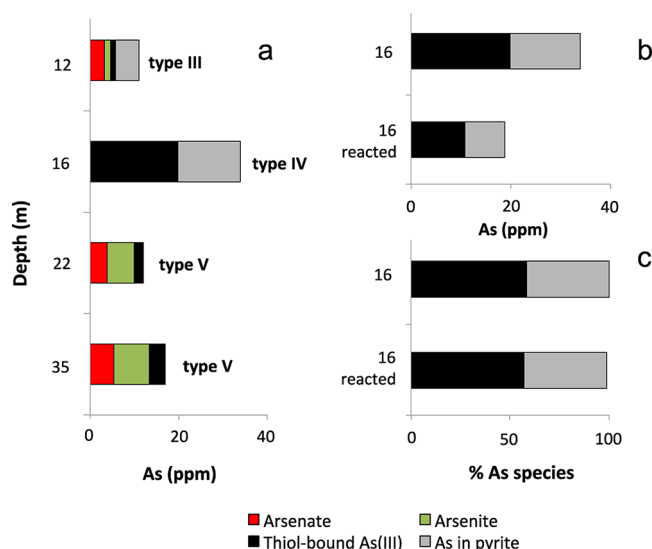 a
12
type III
16
type IV
22
type V
35
type V
Depth (m)
0
20
40
As (ppm)
b
16
16
reacted
0
20
40
As (ppm)
c
16
16
reacted
0
50
100
% As species
Arsenate
Arsenite
Thiol-bound As(III)
As in pyrite